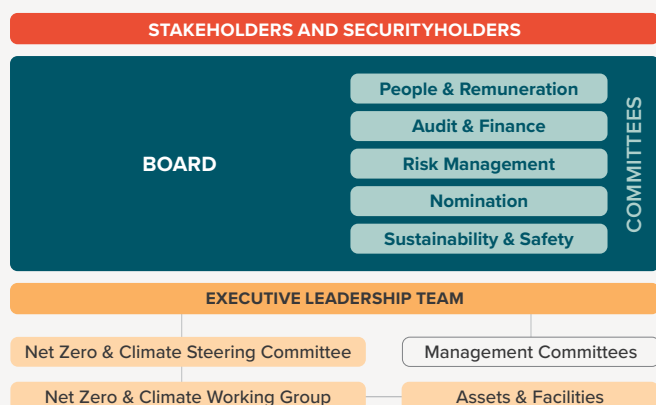 STAKEHOLDERS AND SECURITYHOLDERS
BOARD
People & Remuneration
Audit & Finance
Risk Management
Nomination
Sustainability & Safety
COMMITTEES
EXECUTIVE LEADERSHIP TEAM
Net Zero & Climate Steering Committee
Management Committees
Net Zero & Climate Working Group
Assets & Facilities